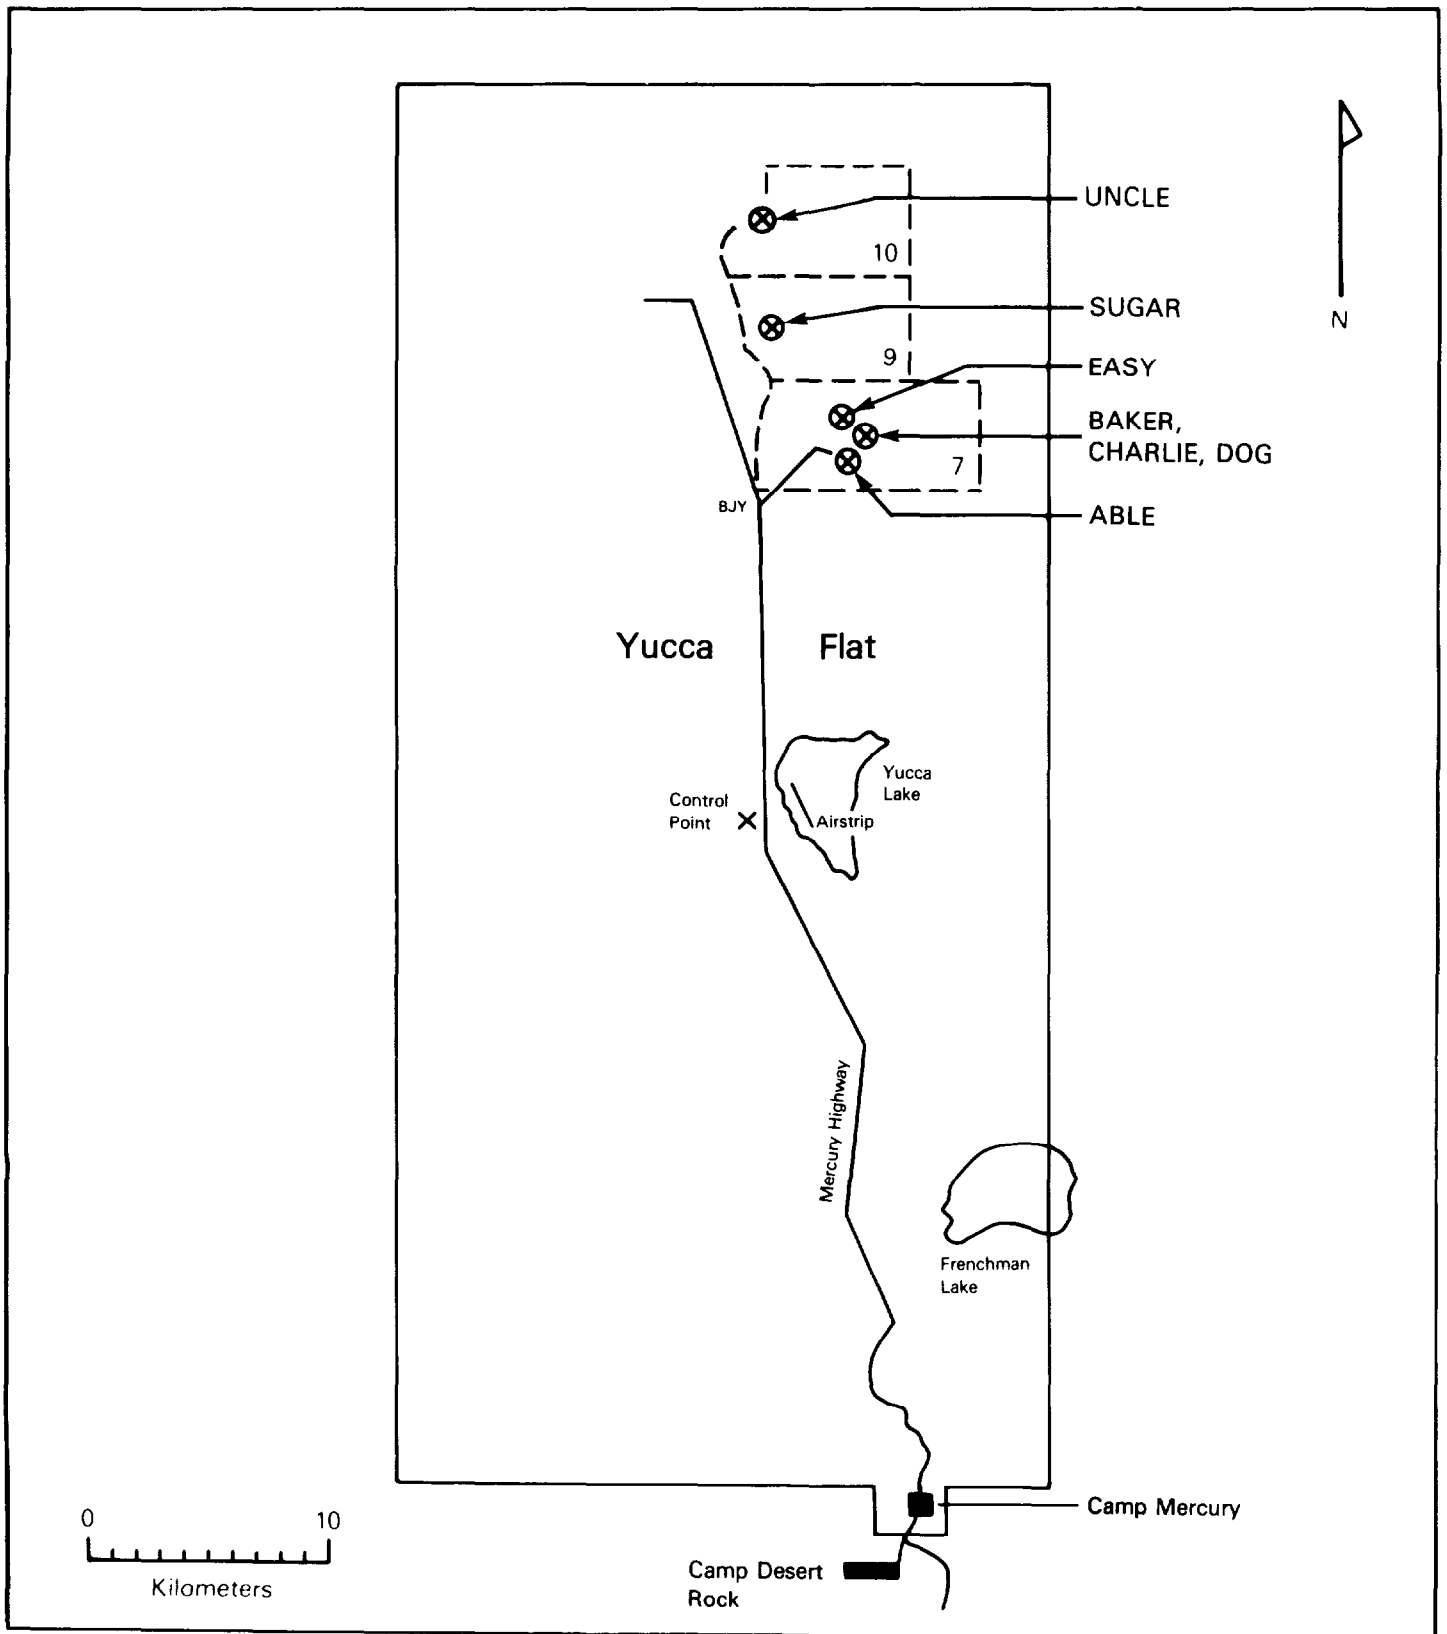 UNCLE
10
N
SUGAR
9
EASY
BAKER,
CHARLIE, DOG
7
BJY
ABLE
Yucca Flat
Yucca
Lake
Control
Point
Airstrip
Mercury Highway
Frenchman
Lake
0 10
Kilometers
Camp Mercury
Camp Desert
Rock